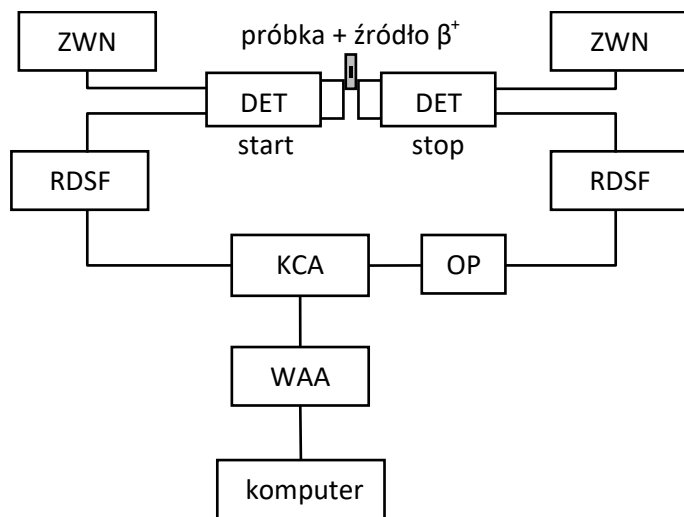 ZWN
próbka + źródło β⁺
ZWN
DET
DET
start
stop
RDSF
RDSF
KCA
OP
WAA
komputer